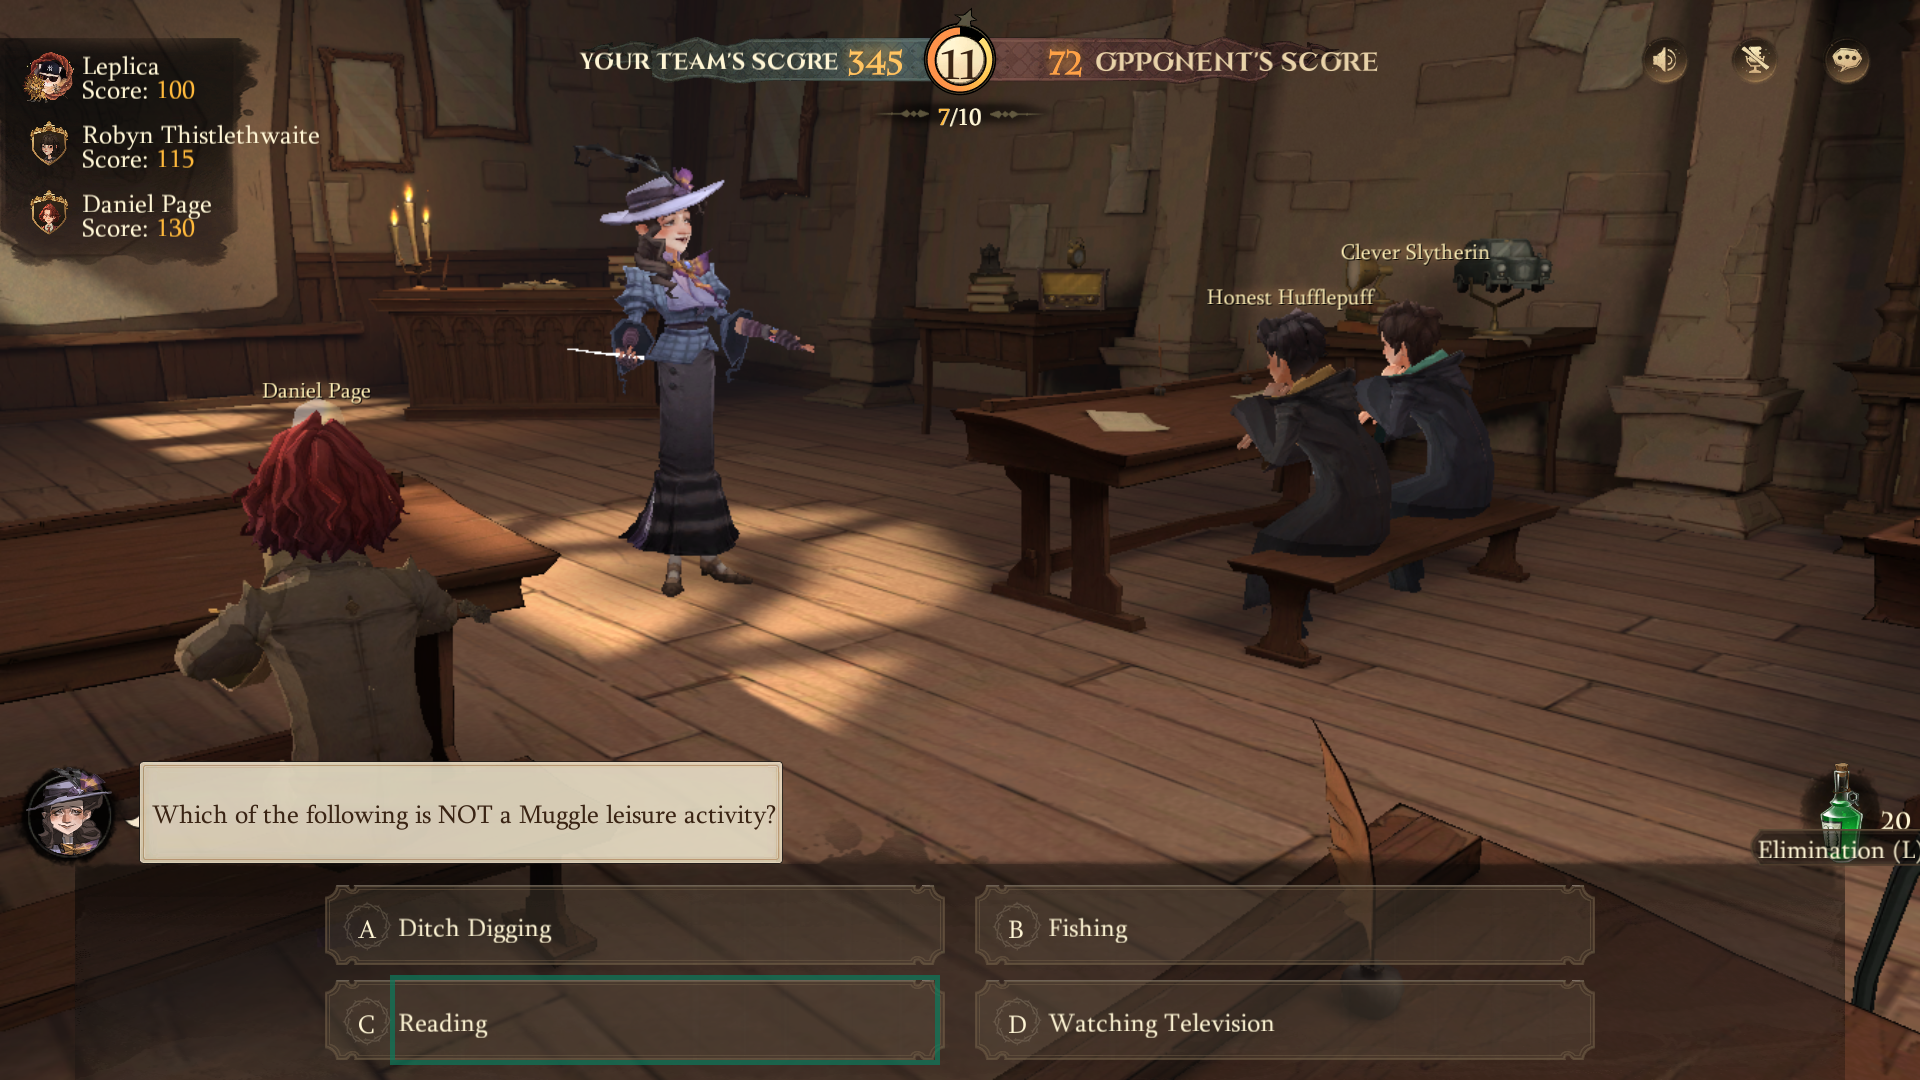 Leplica
Score: 100
Robyn Thistlethwaite
Score: 115
Daniel Page
Score: 130
YOUR TEAM'S SCORE 345
11
72 OPPONENT'S SCORE
7/10
Clever Slytherin
Honest Hufflepuff
Daniel Page
Which of the following is NOT a Muggle leisure activity?
20
Elimination (L)
A Ditch Digging
B Fishing
C Reading
D Watching Television